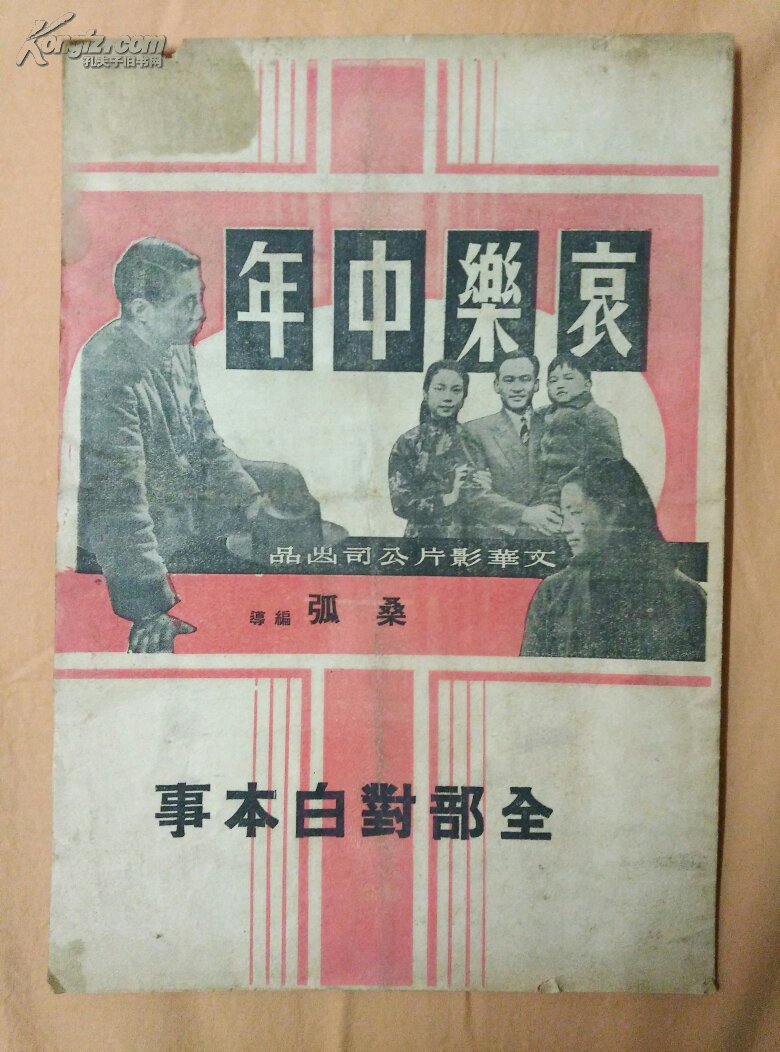 Kongfz.com
孔夫子旧书网
哀樂中年
文華影片公司出品
桑弧編導
全部對白本事